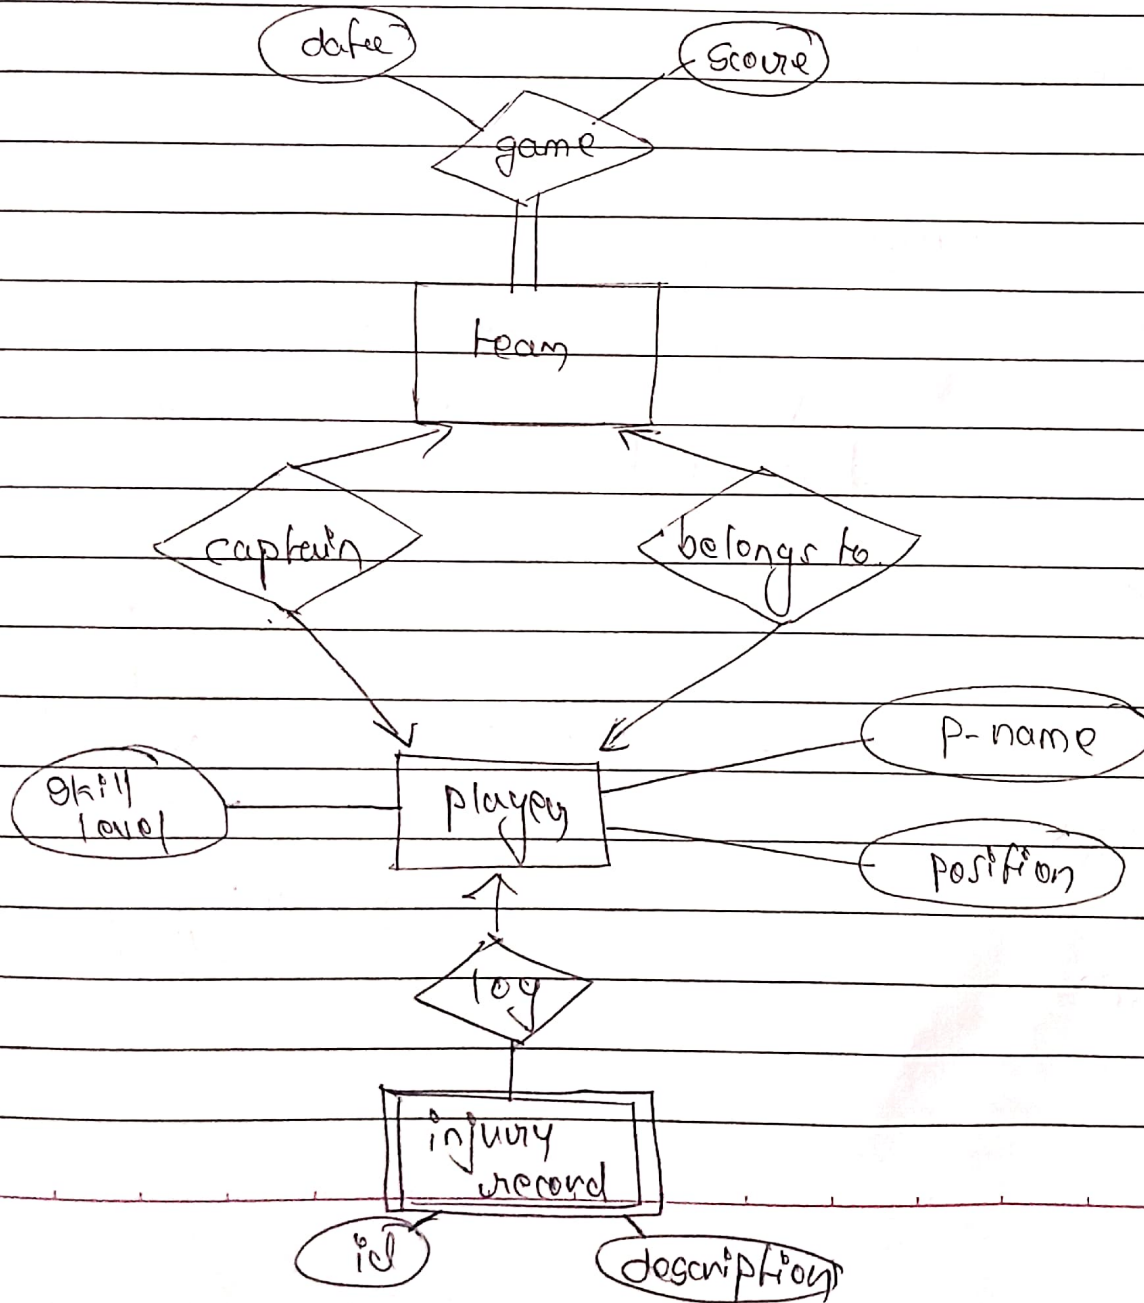 date
score
game
team
captain
belongs to
p-name
skill
level
player
position
log
injury
record
id
description